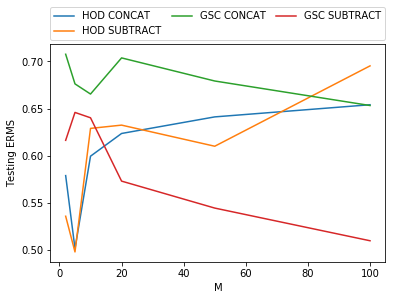 HOD CONCAT GSC CONCAT GSC SUBTRACT
HOD SUBTRACT
0.70
0.65
0.60
0.55
0.50
Testing ERMS
0 20 40 60 80 100
M